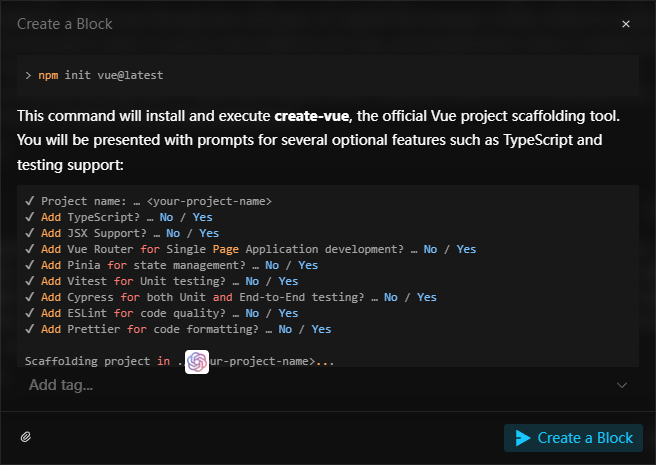 Create a Block
> npm init vue@latest
This command will install and execute create-vue, the official Vue project scaffolding tool.
You will be presented with prompts for several optional features such as TypeScript and
testing support:
✓ Project name: … <your-project-name>
✓ Add TypeScript? … No / Yes
✓ Add JSX Support? … No / Yes
✓ Add Vue Router for Single Page Application development? … No / Yes
✓ Add Pinia for state management? … No / Yes
✓ Add Vitest for Unit testing? … No / Yes
✓ Add Cypress for both Unit and End-to-End testing? … No / Yes
✓ Add ESLint for code quality? … No / Yes
✓ Add Prettier for code formatting? … No / Yes
Scaffolding project in . ur-project-name>...
Add tag...
Create a Block